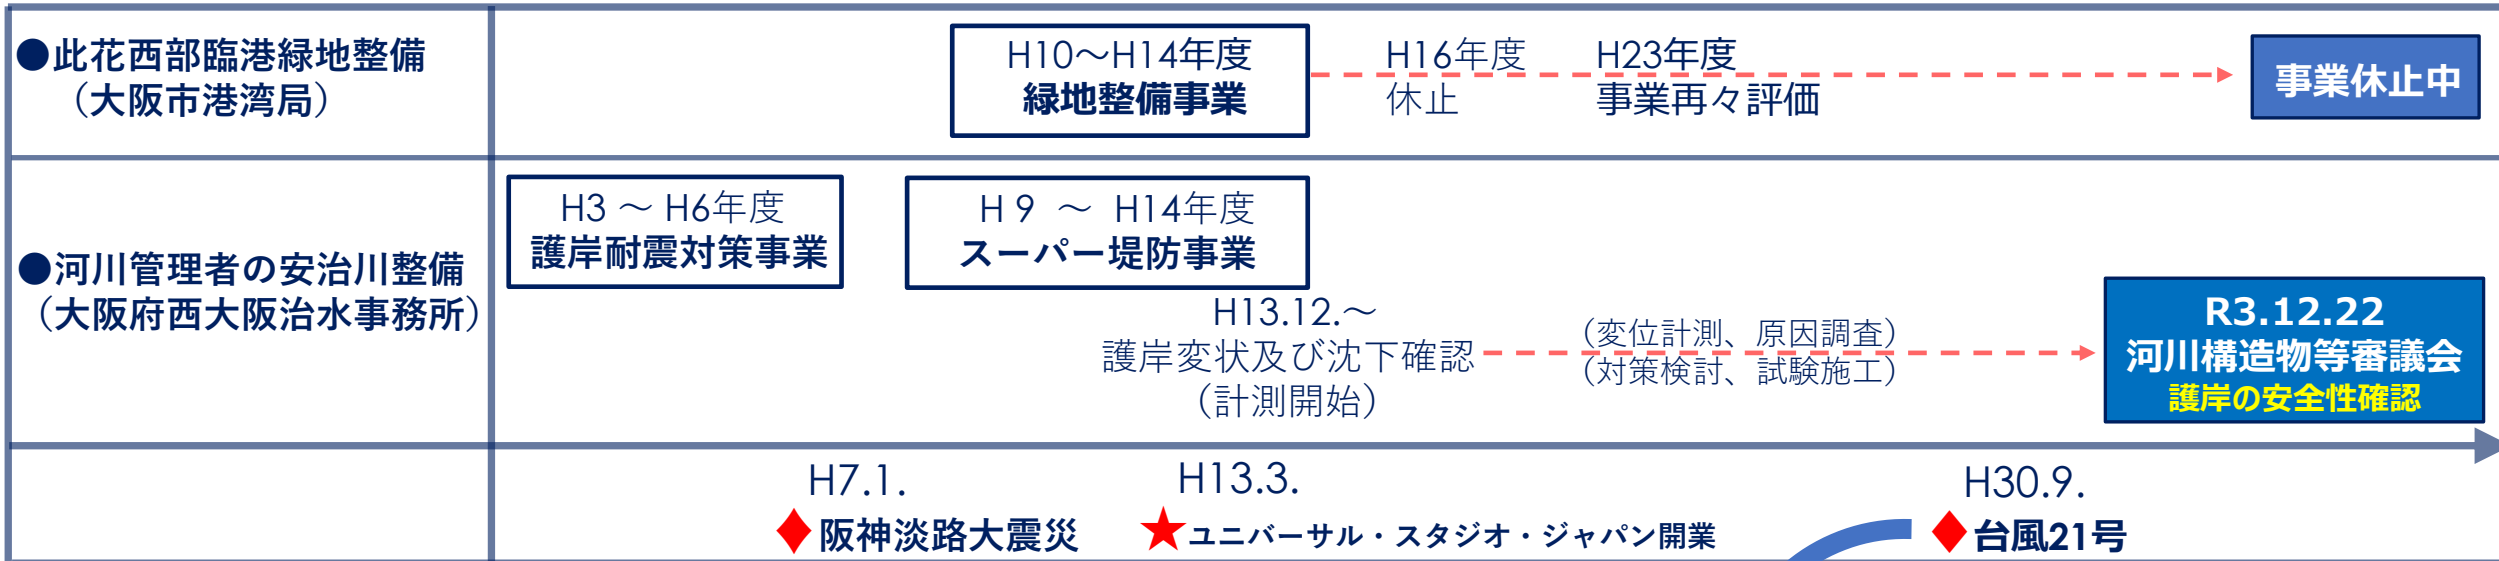 ●此花西部臨港緑地整備
（大阪市港湾局）
H10～H14年度
緑地整備事業
H16年度
休止
H23年度
事業再々評価
事業休止中
●河川管理者の安治川整備
（大阪府西大阪治水事務所）
H3 ～ H6年度
護岸耐震対策事業
H 9 ～ H14年度
スーパー堤防事業
H13.12.～
護岸変状及び沈下確認
（計測開始）
（変位計測、原因調査）
（対策検討、試験施工）
R3.12.22
河川構造物等審議会
護岸の安全性確認
H7.1.
阪神淡路大震災
H13.3.
ユニバーサル・スタジオ・ジャパン開業
H30.9.
台風21号